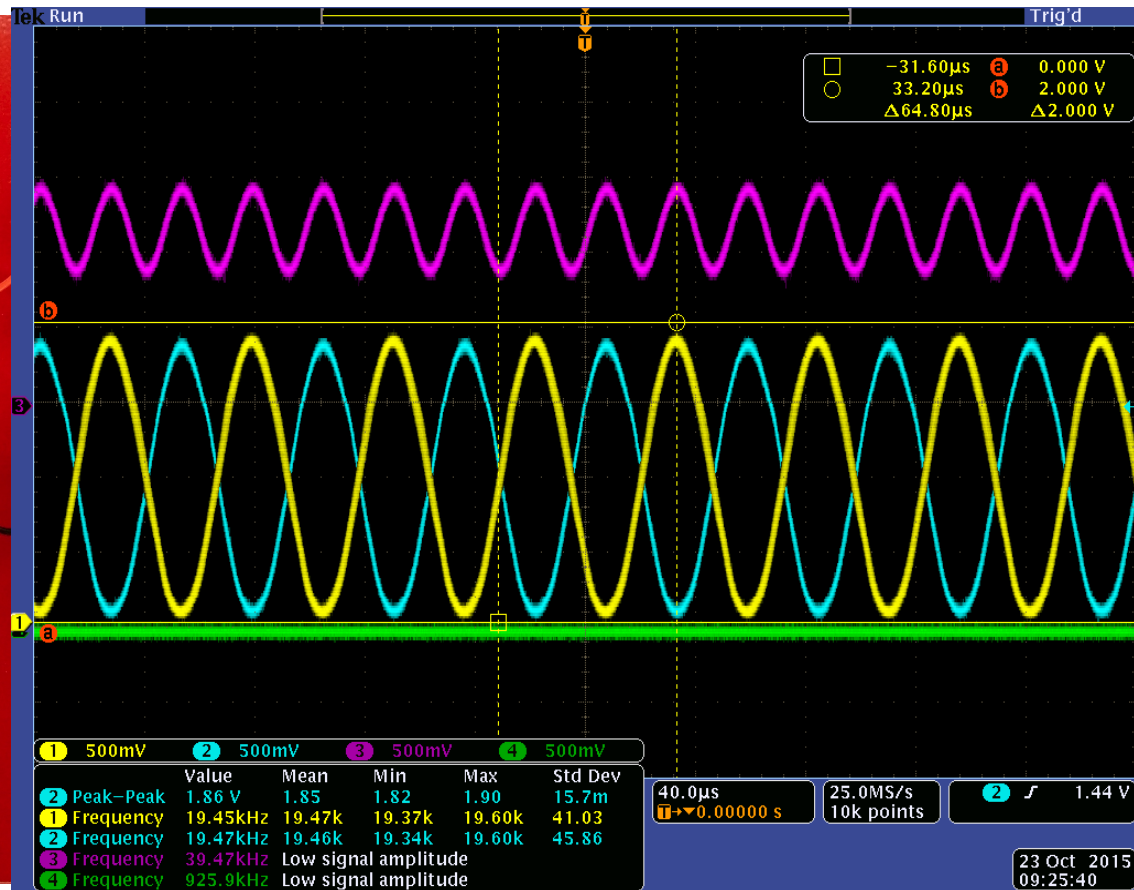 Tek Run Trig'd
T
T
−31.60µs a 0.000 V
33.20µs b 2.000 V
Δ64.80µs Δ2.000 V
b
3
1
a
1 500mV 2 500mV 3 500mV 4 500mV
Value Mean Min Max Std Dev
2 Peak−Peak 1.86 V 1.85 1.82 1.90 15.7m
1 Frequency 19.45kHz 19.47k 19.37k 19.60k 41.03
2 Frequency 19.47kHz 19.46k 19.34k 19.60k 45.86
3 Frequency 39.47kHz Low signal amplitude
4 Frequency 925.9kHz Low signal amplitude
40.0µs
T→▼0.00000 s
25.0MS/s
10k points
2 1.44 V
23 Oct 2015
09:25:40